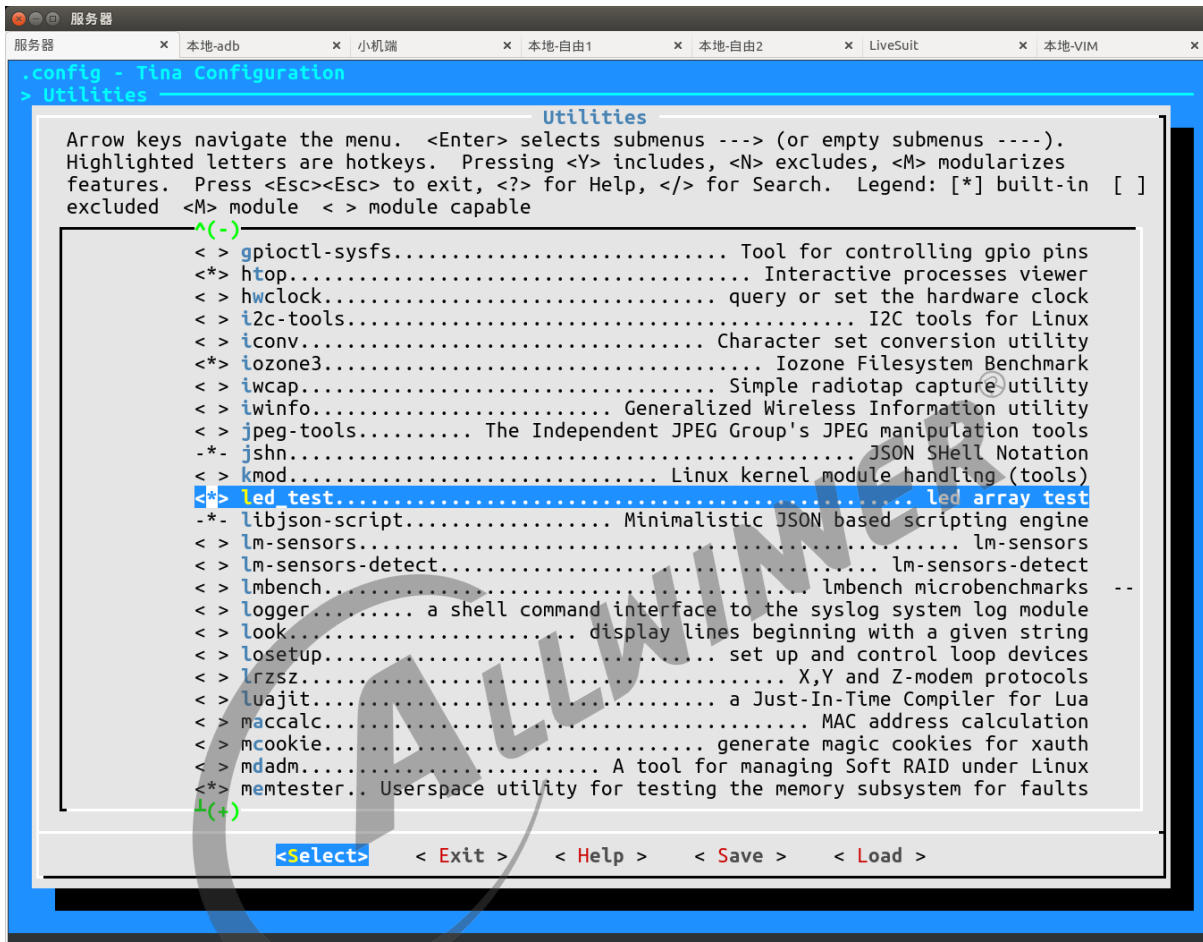 服务器
服务器 × 本地-adb × 小机端 × 本地-自由1 × 本地-自由2 × LiveSuit × 本地-VIM ×
.config - Tina Configuration
> Utilities
Utilities
Arrow keys navigate the menu.  <Enter> selects submenus ---> (or empty submenus ----).
Highlighted letters are hotkeys.  Pressing <Y> includes, <N> excludes, <M> modularizes
features.  Press <Esc><Esc> to exit, <?> for Help, </> for Search.  Legend: [*] built-in  [ ]
excluded  <M> module  < > module capable
^(-)
< > gpioctl-sysfs............................. Tool for controlling gpio pins
<*> htop........................................ Interactive processes viewer
< > hwclock.................................. query or set the hardware clock
< > i2c-tools............................................ I2C tools for Linux
< > iconv.................................... Character set conversion utility
<*> iozone3...................................... Iozone Filesystem Benchmark
< > iwcap.................................... Simple radiotap capture utility
< > iwinfo.......................... Generalized Wireless Information utility
< > jpeg-tools.......... The Independent JPEG Group's JPEG manipulation tools
-*- jshn................................................ JSON SHell Notation
< > kmod................................ Linux kernel module handling (tools)
<*> led_test.................................................. led array test
-*- libjson-script.................. Minimalistic JSON based scripting engine
< > lm-sensors.................................................... lm-sensors
< > lm-sensors-detect...................................... lm-sensors-detect
< > lmbench.......................................... lmbench microbenchmarks  --
< > logger......... a shell command interface to the syslog system log module
< > look......................... display lines beginning with a given string
< > losetup.................................. set up and control loop devices
< > lrzsz.......................................... X,Y and Z-modem protocols
< > luajit.................................. a Just-In-Time Compiler for Lua
< > maccalc.......................................... MAC address calculation
< > mcookie................................. generate magic cookies for xauth
< > mdadm.......................... A tool for managing Soft RAID under Linux
<*> memtester.. Userspace utility for testing the memory subsystem for faults
┴(+)
<Select>    < Exit >    < Help >    < Save >    < Load >
ALLWINNER®